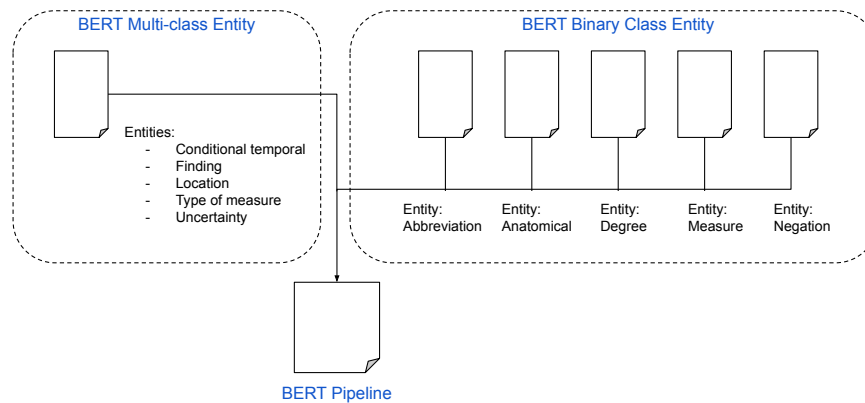 BERT Multi-class Entity
BERT Binary Class Entity
Entities:
- Conditional temporal
- Finding
- Location
- Type of measure
- Uncertainty
Entity:
Abbreviation
Entity:
Anatomical
Entity:
Degree
Entity:
Measure
Entity:
Negation
BERT Pipeline